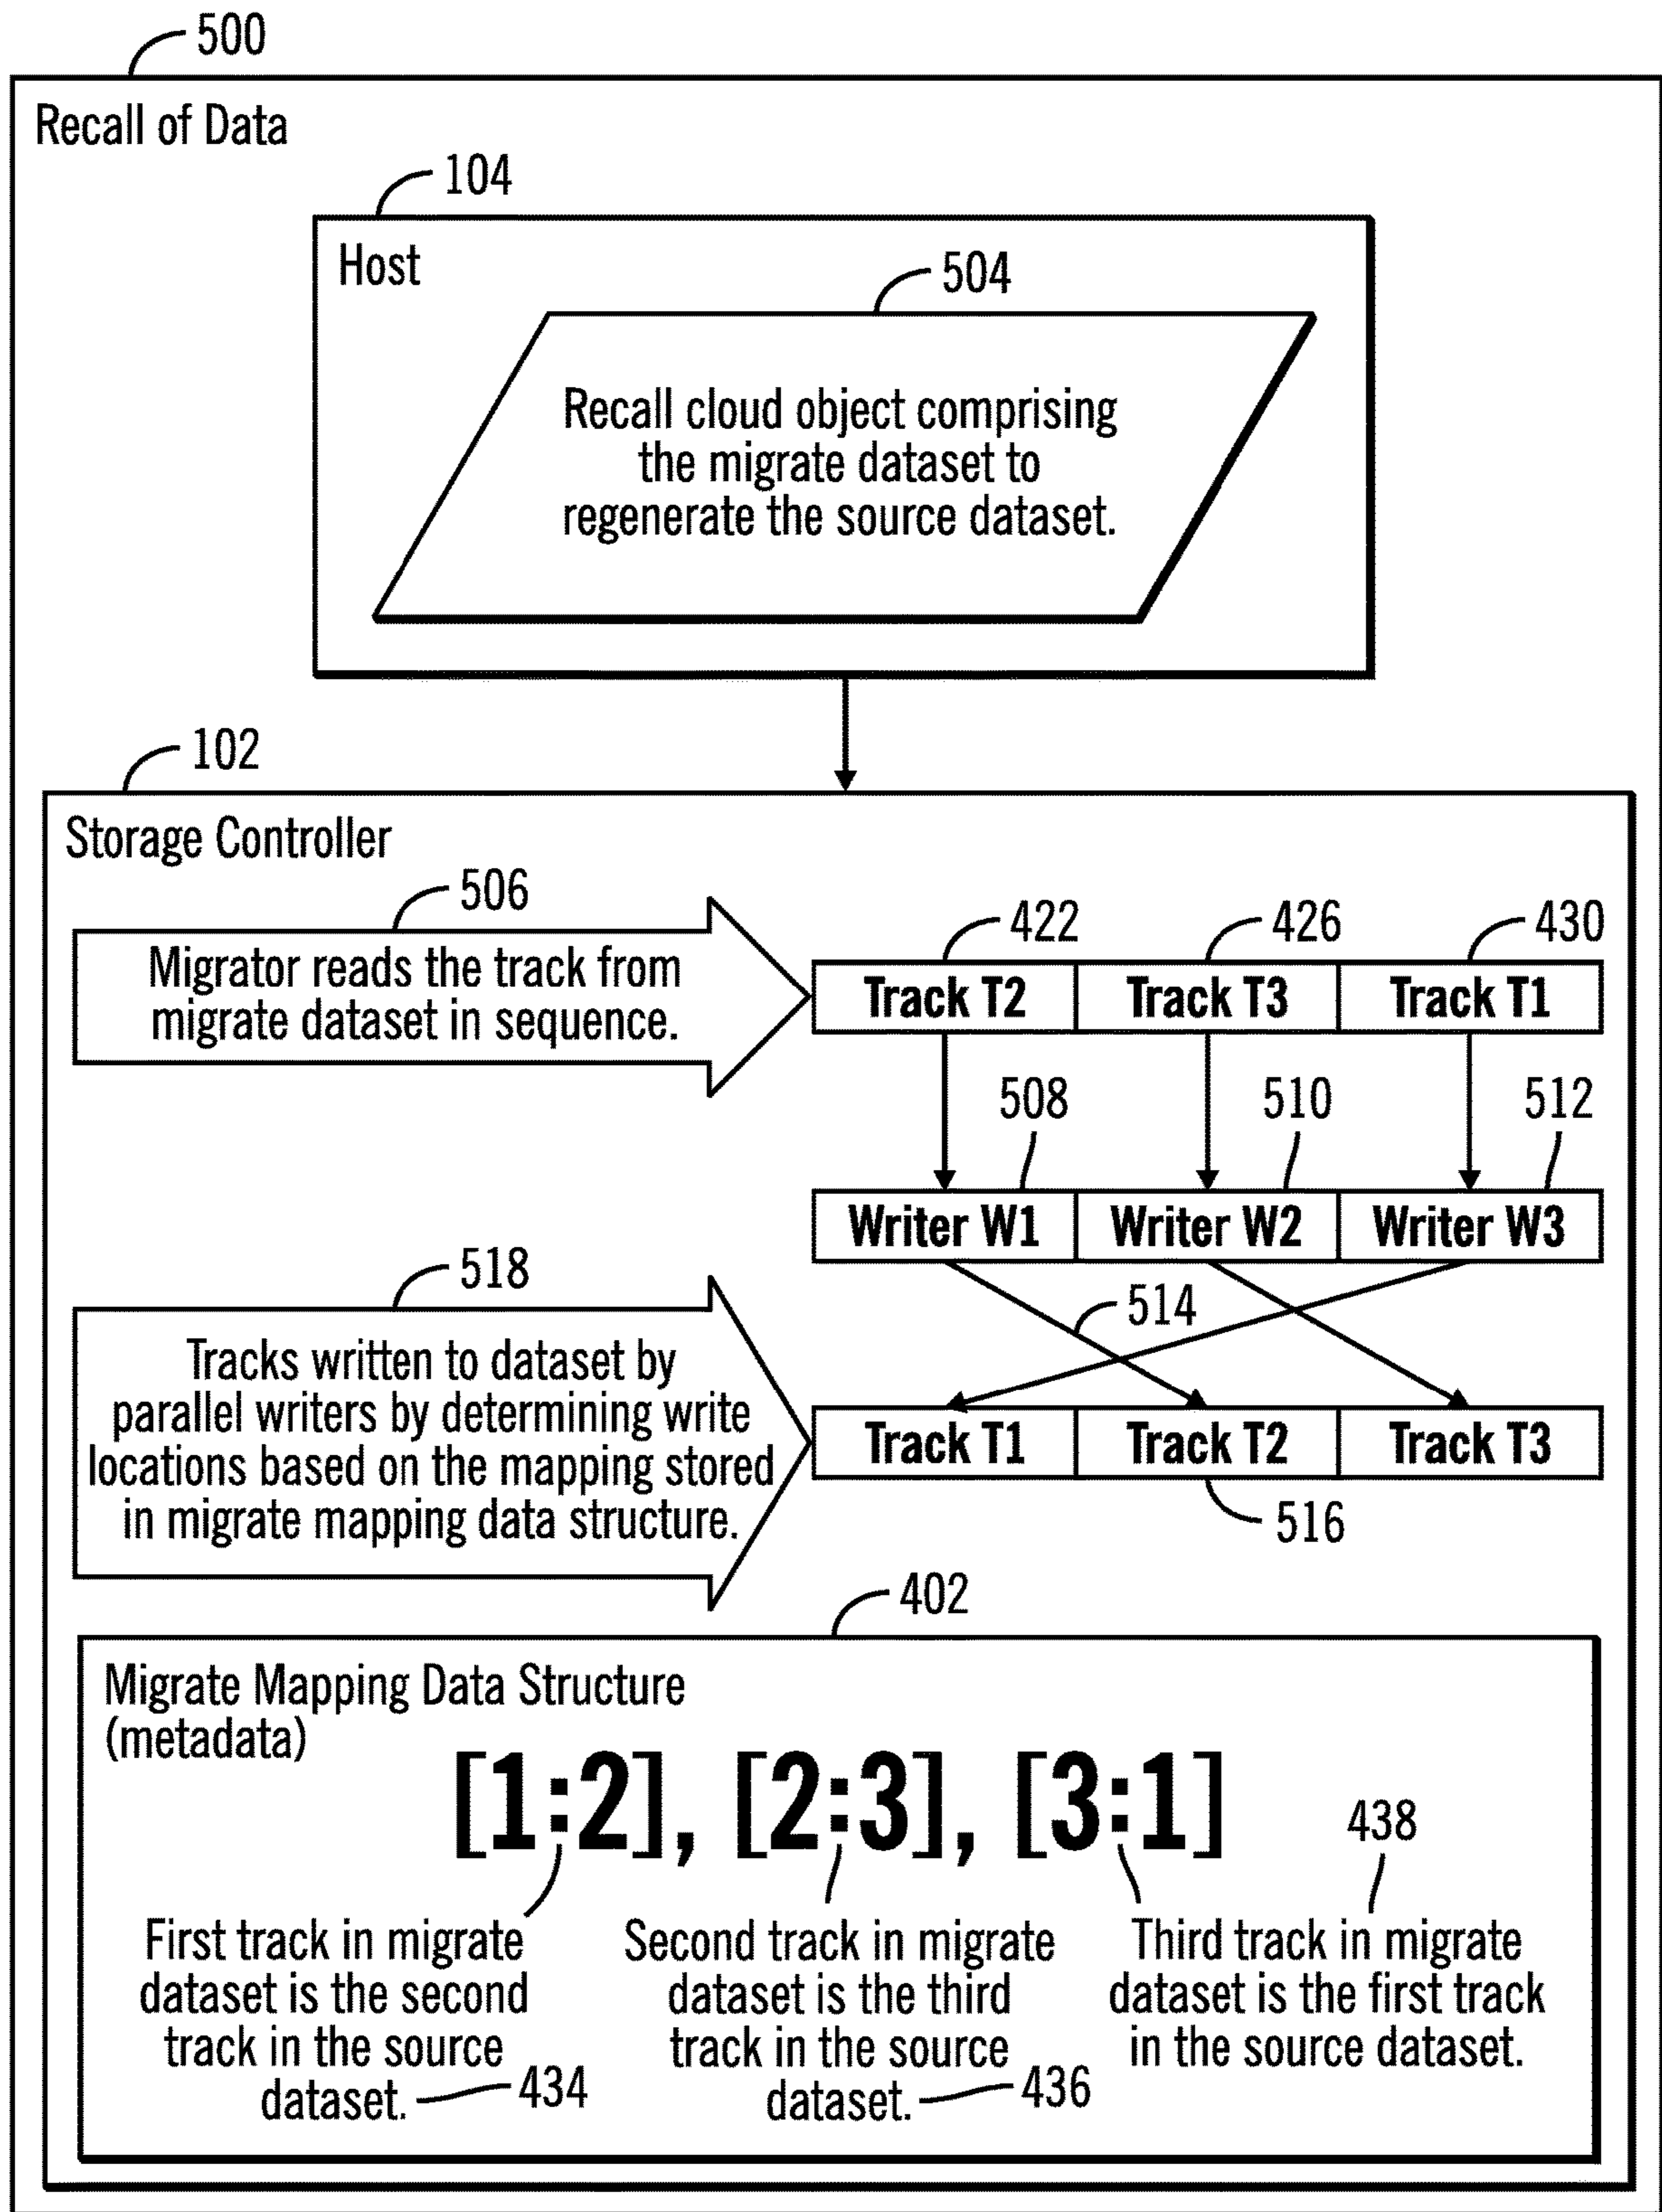 500
Recall of Data
104
Host
504
Recall cloud object comprising
the migrate dataset to
regenerate the source dataset.
102
Storage Controller
506
Migrator reads the track from
migrate dataset in sequence.
422
426
430
Track T2
Track T3
Track T1
508
510
512
Writer W1
Writer W2
Writer W3
518
514
Tracks written to dataset by
parallel writers by determining write
locations based on the mapping stored
in migrate mapping data structure.
Track T1
Track T2
Track T3
516
402
Migrate Mapping Data Structure
(metadata)
[1:2], [2:3], [3:1]
438
First track in migrate
dataset is the second
track in the source
dataset.
434
Second track in migrate
dataset is the third
track in the source
dataset.
436
Third track in migrate
dataset is the first track
in the source dataset.